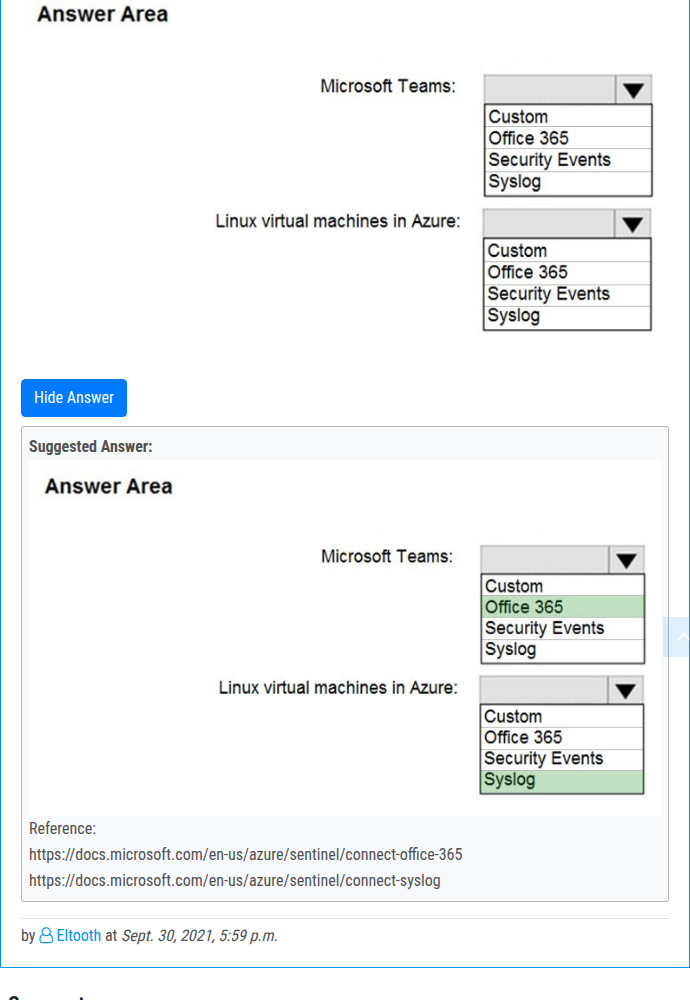 Answer Area
Microsoft Teams:
Custom
Office 365
Security Events
Syslog
Linux virtual machines in Azure:
Custom
Office 365
Security Events
Syslog
Hide Answer
Suggested Answer:
Answer Area
Microsoft Teams:
Custom
Office 365
Security Events
Syslog
Linux virtual machines in Azure:
Custom
Office 365
Security Events
Syslog
Reference:
https://docs.microsoft.com/en-us/azure/sentinel/connect-office-365
https://docs.microsoft.com/en-us/azure/sentinel/connect-syslog
by Eltooth at Sept. 30, 2021, 5:59 p.m.